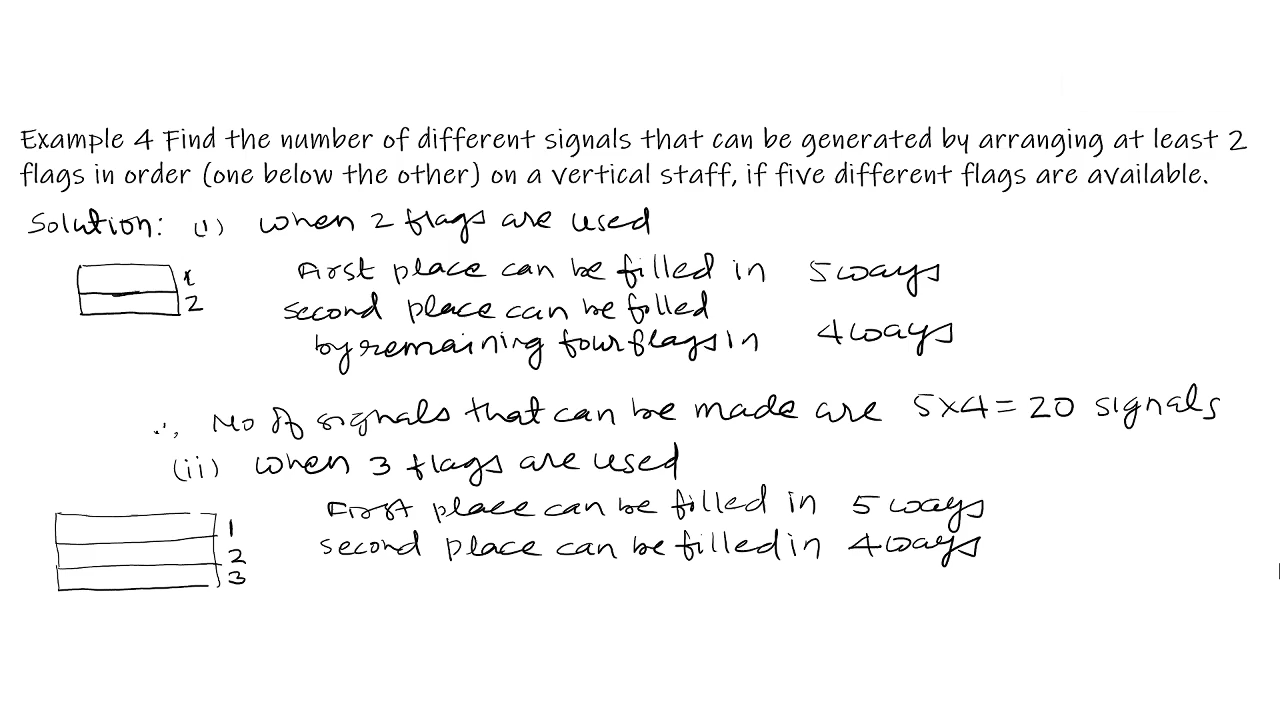 Example 4 Find the number of different signals that can be generated by arranging at least 2
flags in order (one below the other) on a vertical staff, if five different flags are available.
Solution: (i) when 2 flags are used
First place can be filled in 5 ways
1
second place can be filled
2
by remaining four flags in 4 ways
∴ No of signals that can be made are 5×4=20 signals
(ii) when 3 flags are used
First place can be filled in 5 ways
1
second place can be filled in 4 ways
2
3